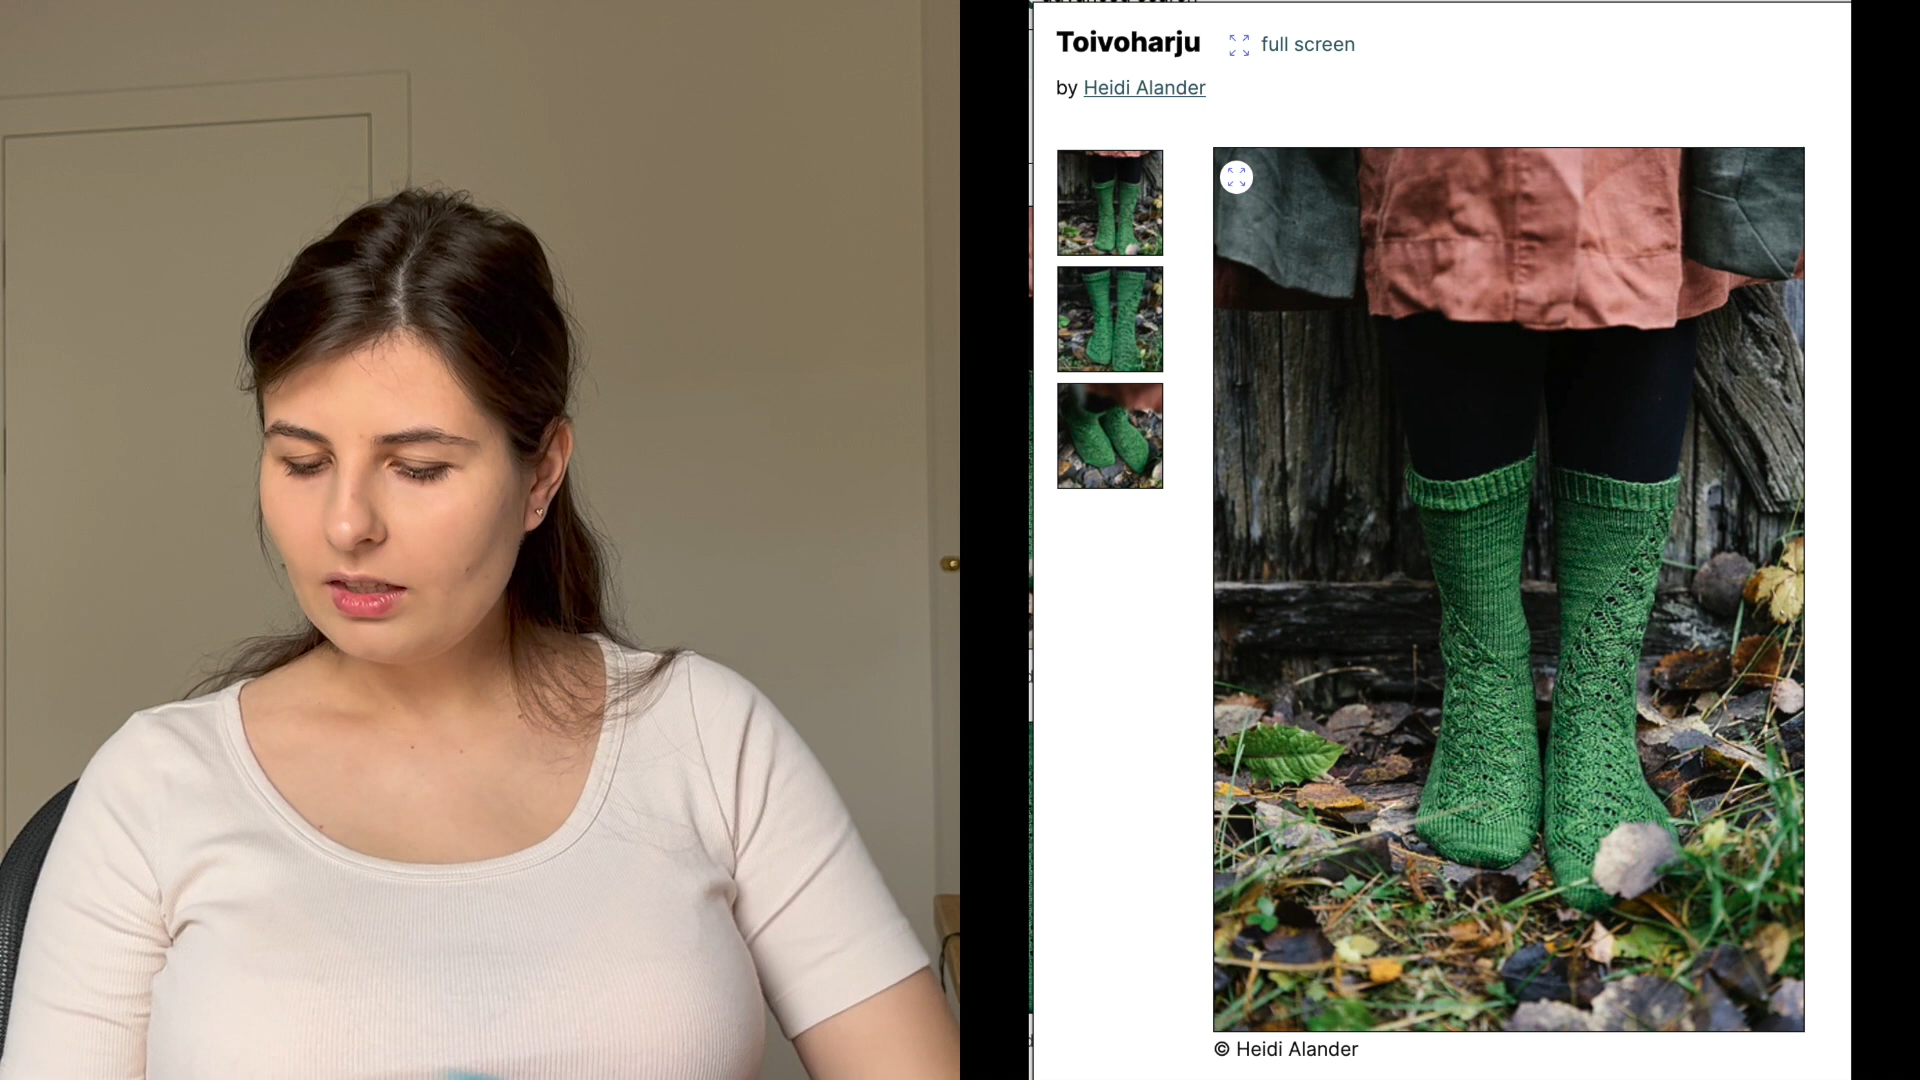 Toivoharju
full screen
by Heidi Alander
© Heidi Alander